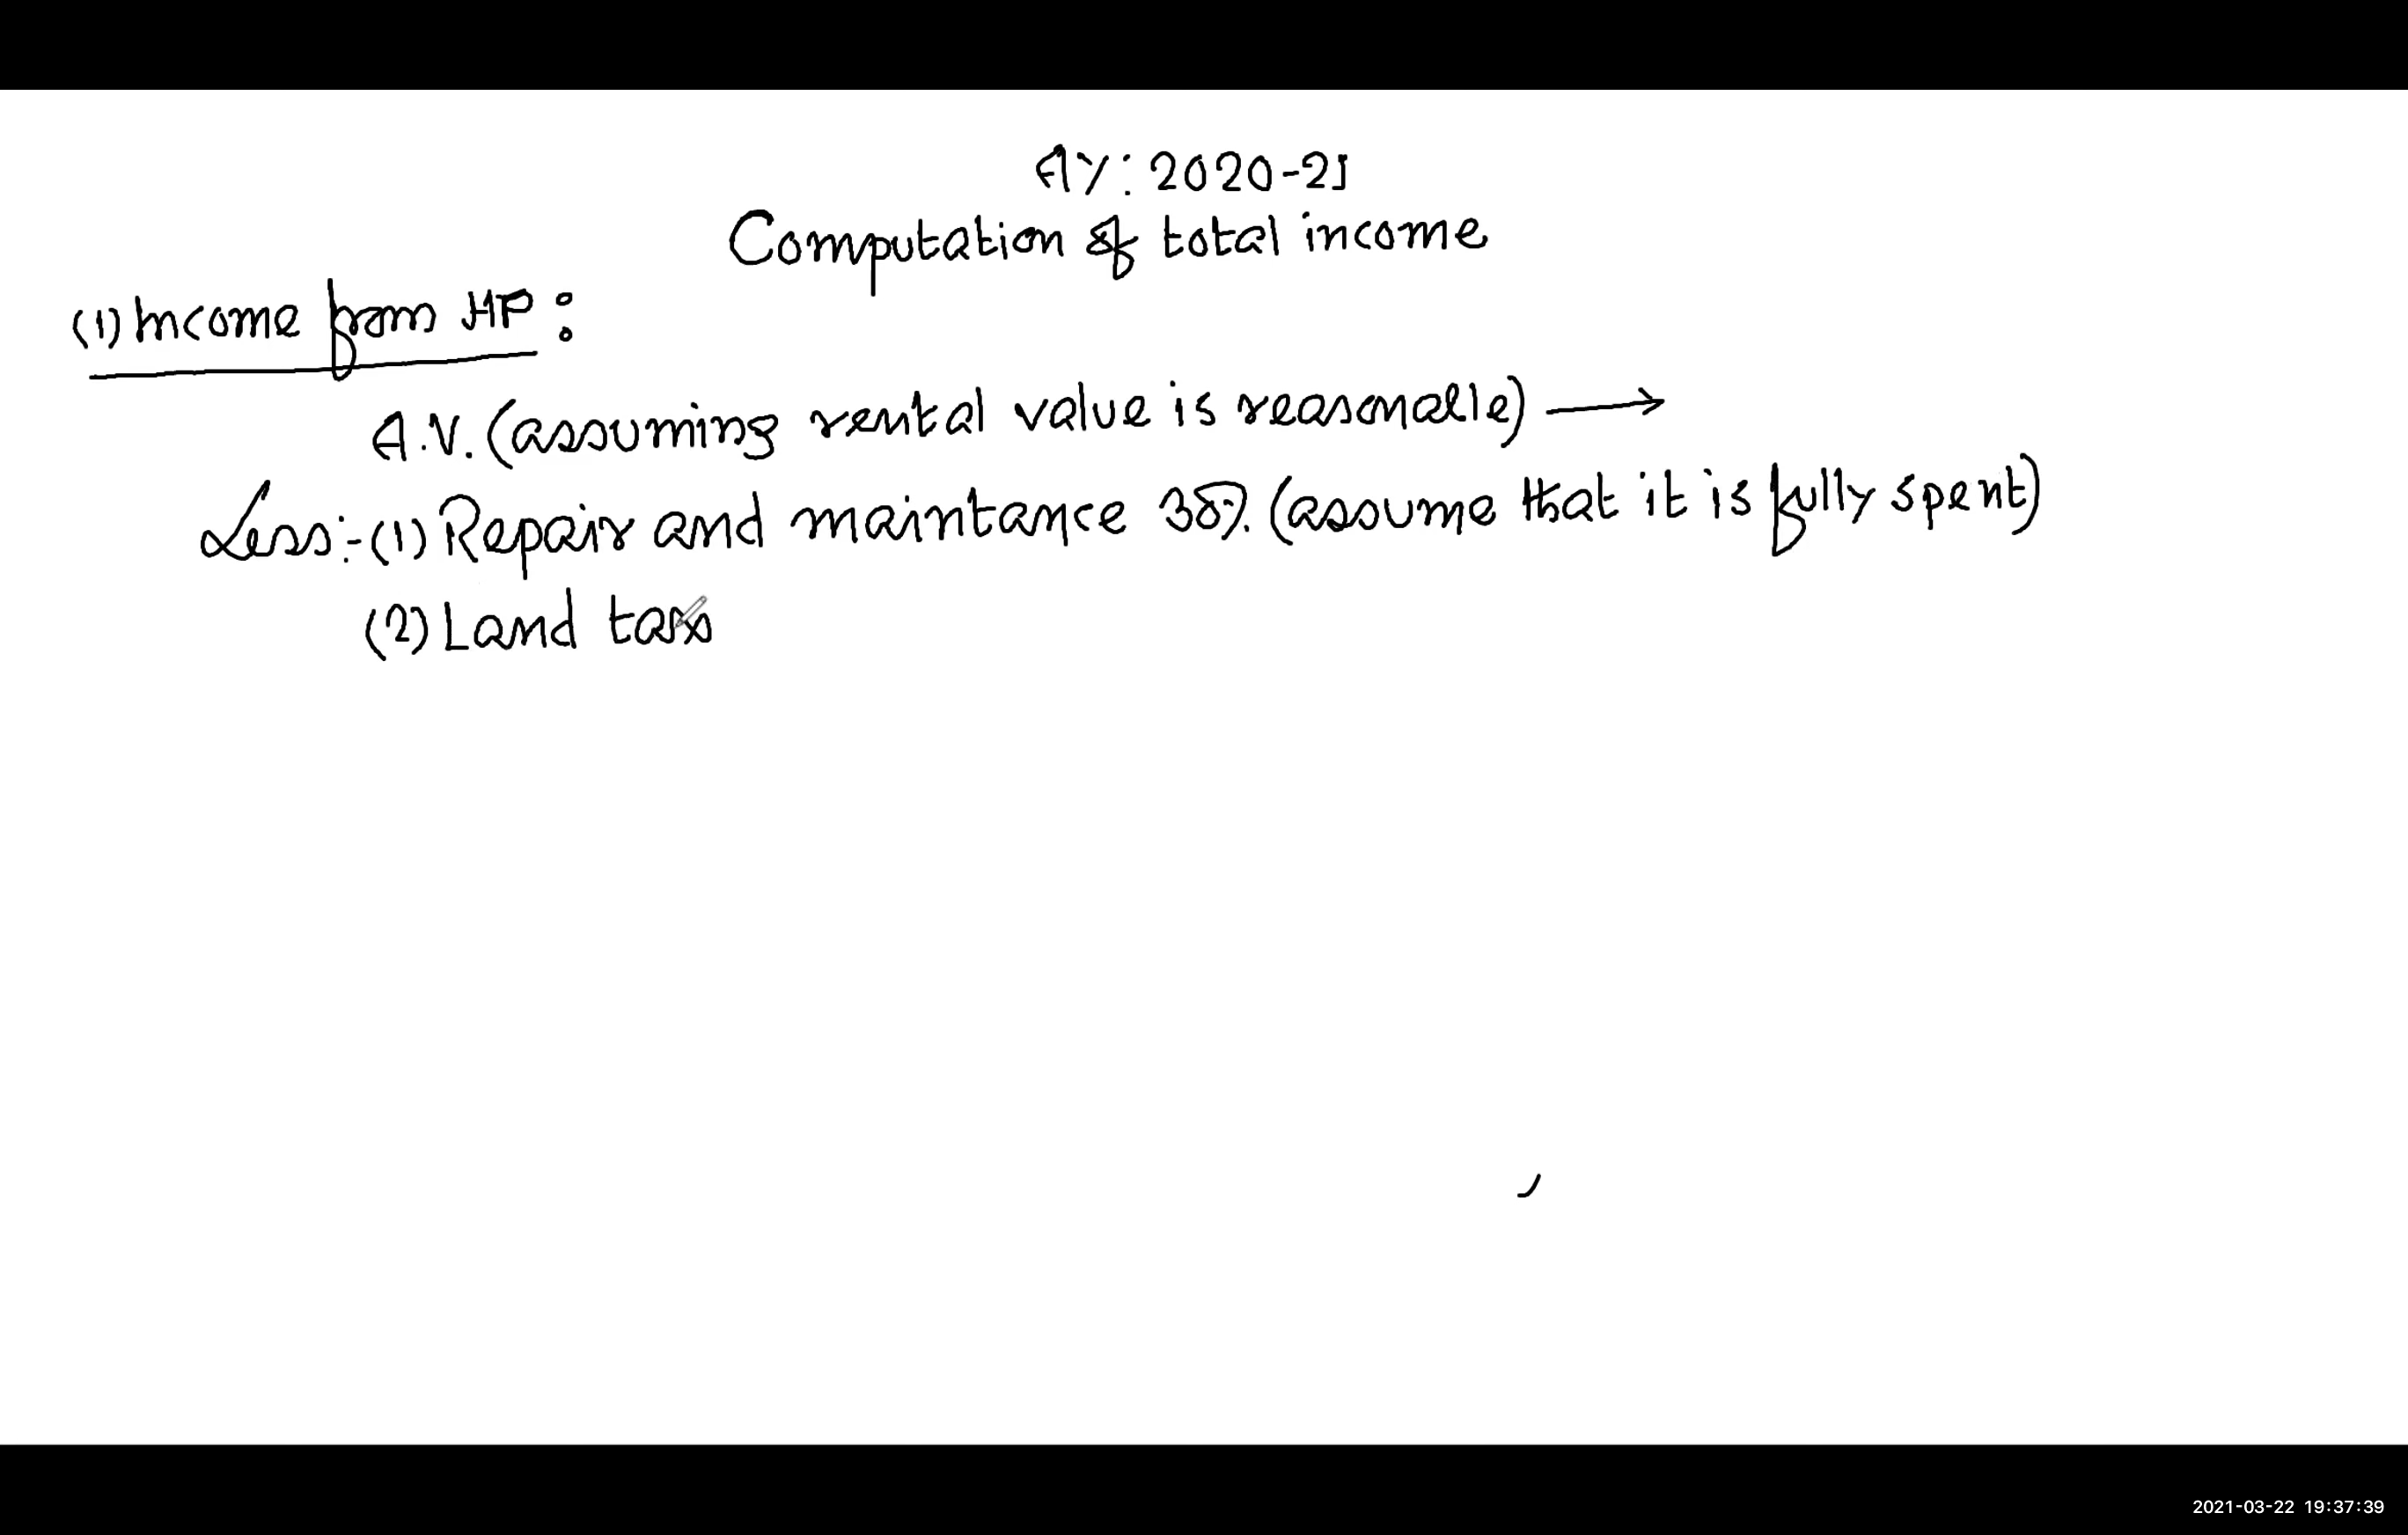 AY: 2020-21
Computation of total income
(1) Income from HP:
A.V. (assuming rental value is reasonable) →
Less:- (1) Repair and maintance 30% (assume that it is fully spent)
(2) Land tax
2021-03-22 19:37:39